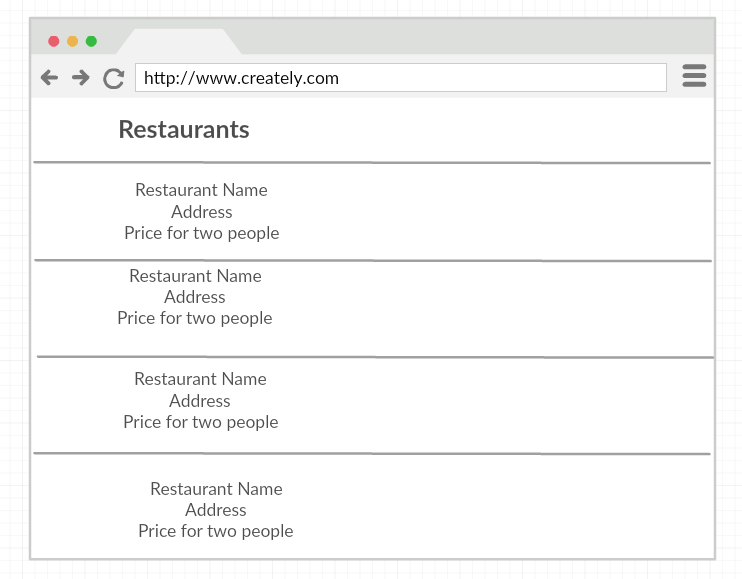 http://www.creately.com
Restaurants
Restaurant Name
Address
Price for two people
Restaurant Name
Address
Price for two people
Restaurant Name
Address
Price for two people
Restaurant Name
Address
Price for two people